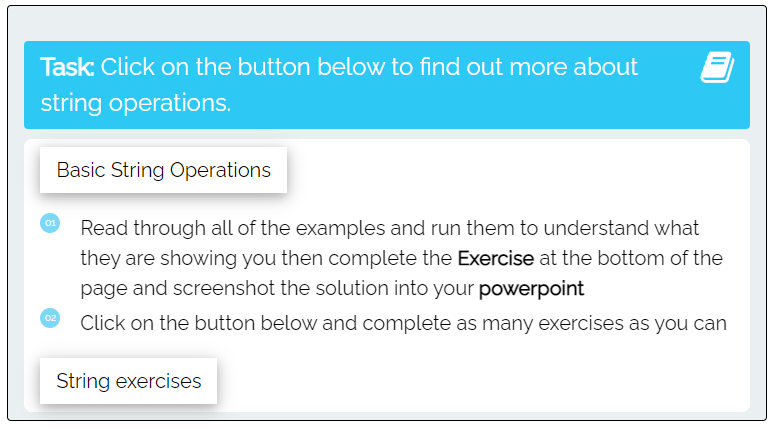 Task: Click on the button below to find out more about
string operations.
Basic String Operations
01 Read through all of the examples and run them to understand what
they are showing you then complete the Exercise at the bottom of the
page and screenshot the solution into your powerpoint
02 Click on the button below and complete as many exercises as you can
String exercises